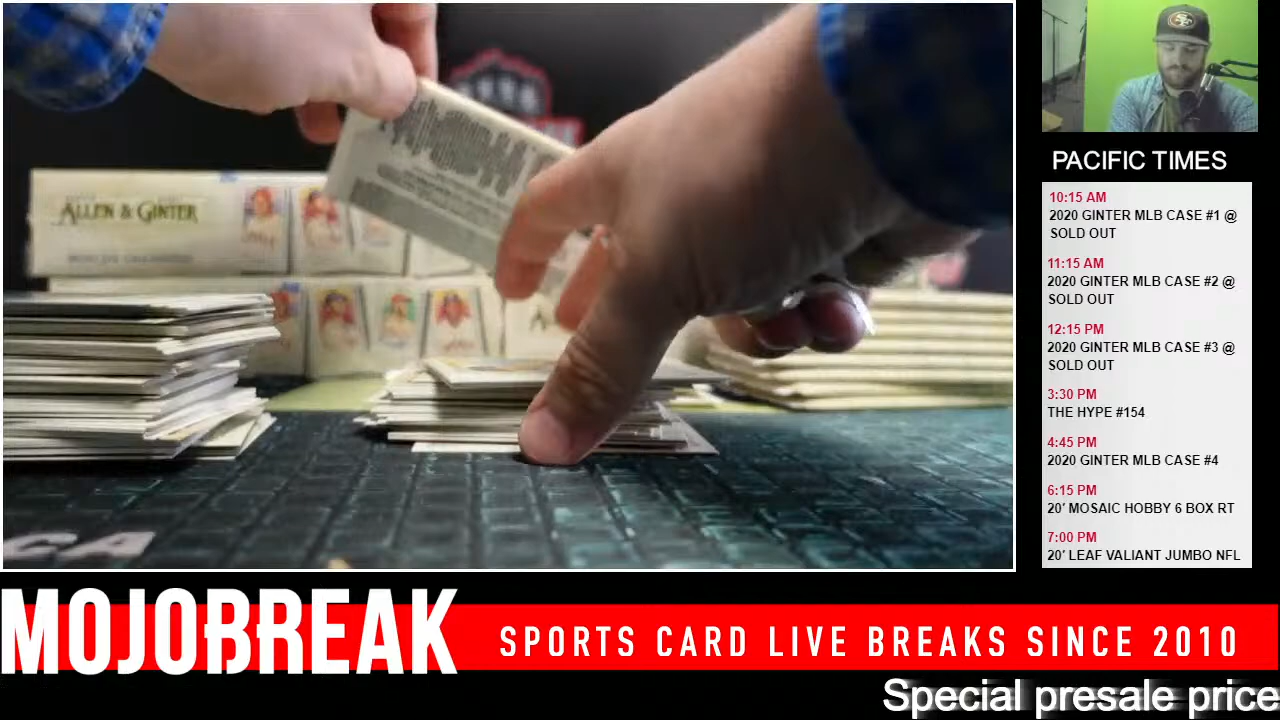 ALLEN & GINTER
CA
PACIFIC TIMES
10:15 AM
2020 GINTER MLB CASE #1 @
SOLD OUT
11:15 AM
2020 GINTER MLB CASE #2 @
SOLD OUT
12:15 PM
2020 GINTER MLB CASE #3 @
SOLD OUT
3:30 PM
THE HYPE #154
4:45 PM
2020 GINTER MLB CASE #4
6:15 PM
20' MOSAIC HOBBY 6 BOX RT
7:00 PM
20' LEAF VALIANT JUMBO NFL
MOJOBREAK
SPORTS CARD LIVE BREAKS SINCE 2010
Special presale price